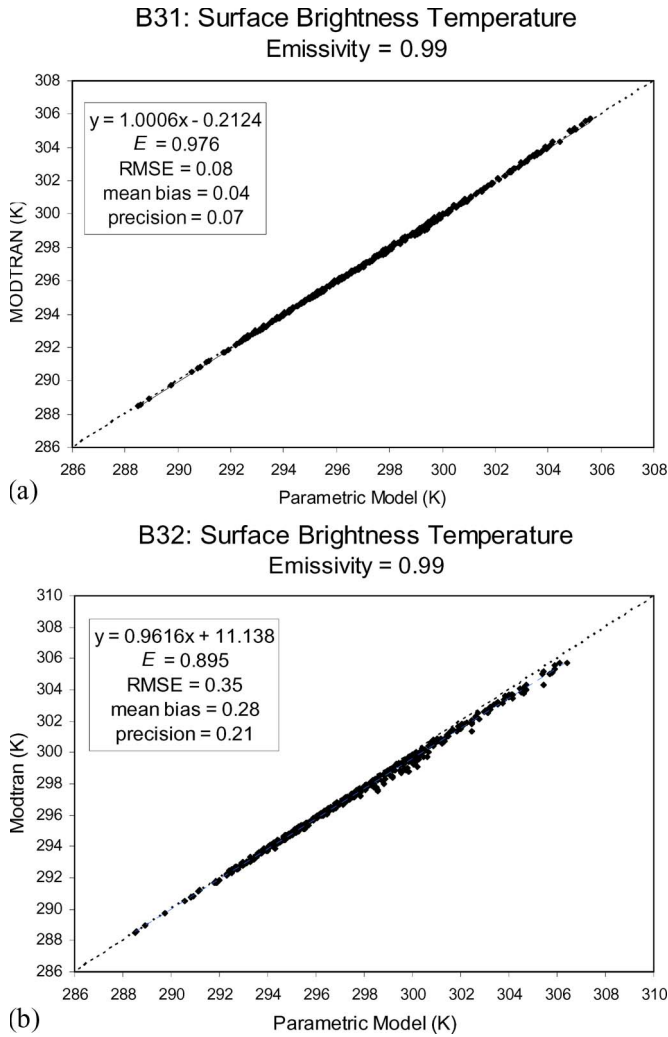 B31: Surface Brightness Temperature
Emissivity = 0.99
308
306
304
302
300
298
296
294
292
290
288
286
MODTRAN (K)
y = 1.0006x - 0.2124
E = 0.976
RMSE = 0.08
mean bias = 0.04
precision = 0.07
286 288 290 292 294 296 298 300 302 304 306 308
Parametric Model (K)
(a)
B32: Surface Brightness Temperature
Emissivity = 0.99
310
308
306
304
302
300
298
296
294
292
290
288
286
Modtran (K)
y = 0.9616x + 11.138
E = 0.895
RMSE = 0.35
mean bias = 0.28
precision = 0.21
286 288 290 292 294 296 298 300 302 304 306 308 310
Parametric Model (K)
(b)